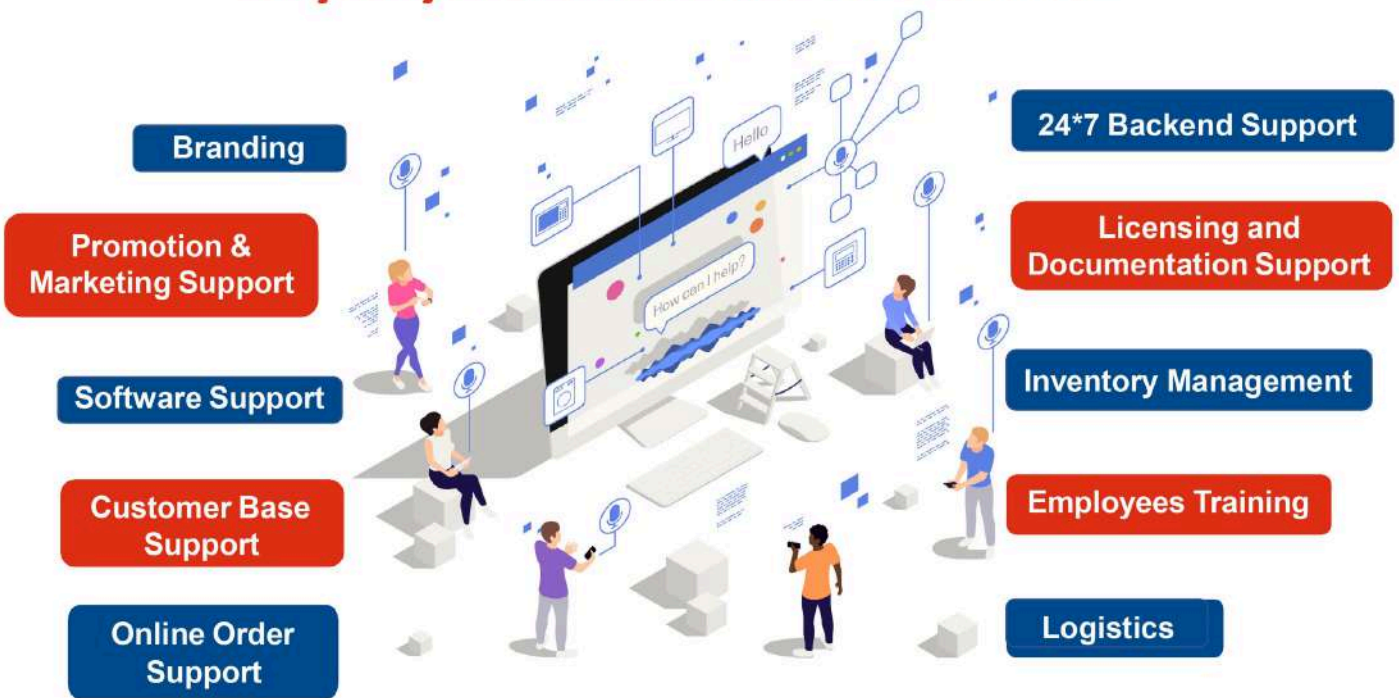 Branding
Promotion &
Marketing Support
Software Support
Customer Base
Support
Online Order
Support
Hello
How can I help?
24*7 Backend Support
Licensing and
Documentation Support
Inventory Management
Employees Training
Logistics